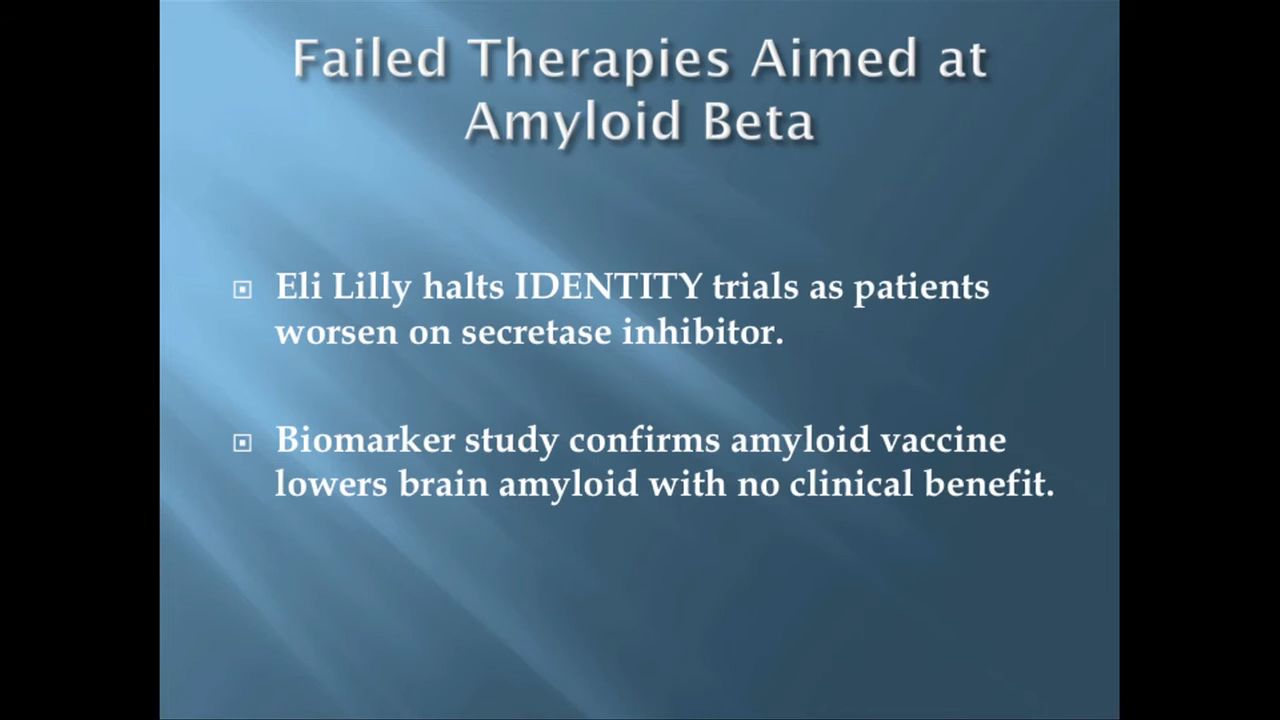 Failed Therapies Aimed at
Amyloid Beta
Eli Lilly halts IDENTITY trials as patients
worsen on secretase inhibitor.
Biomarker study confirms amyloid vaccine
lowers brain amyloid with no clinical benefit.